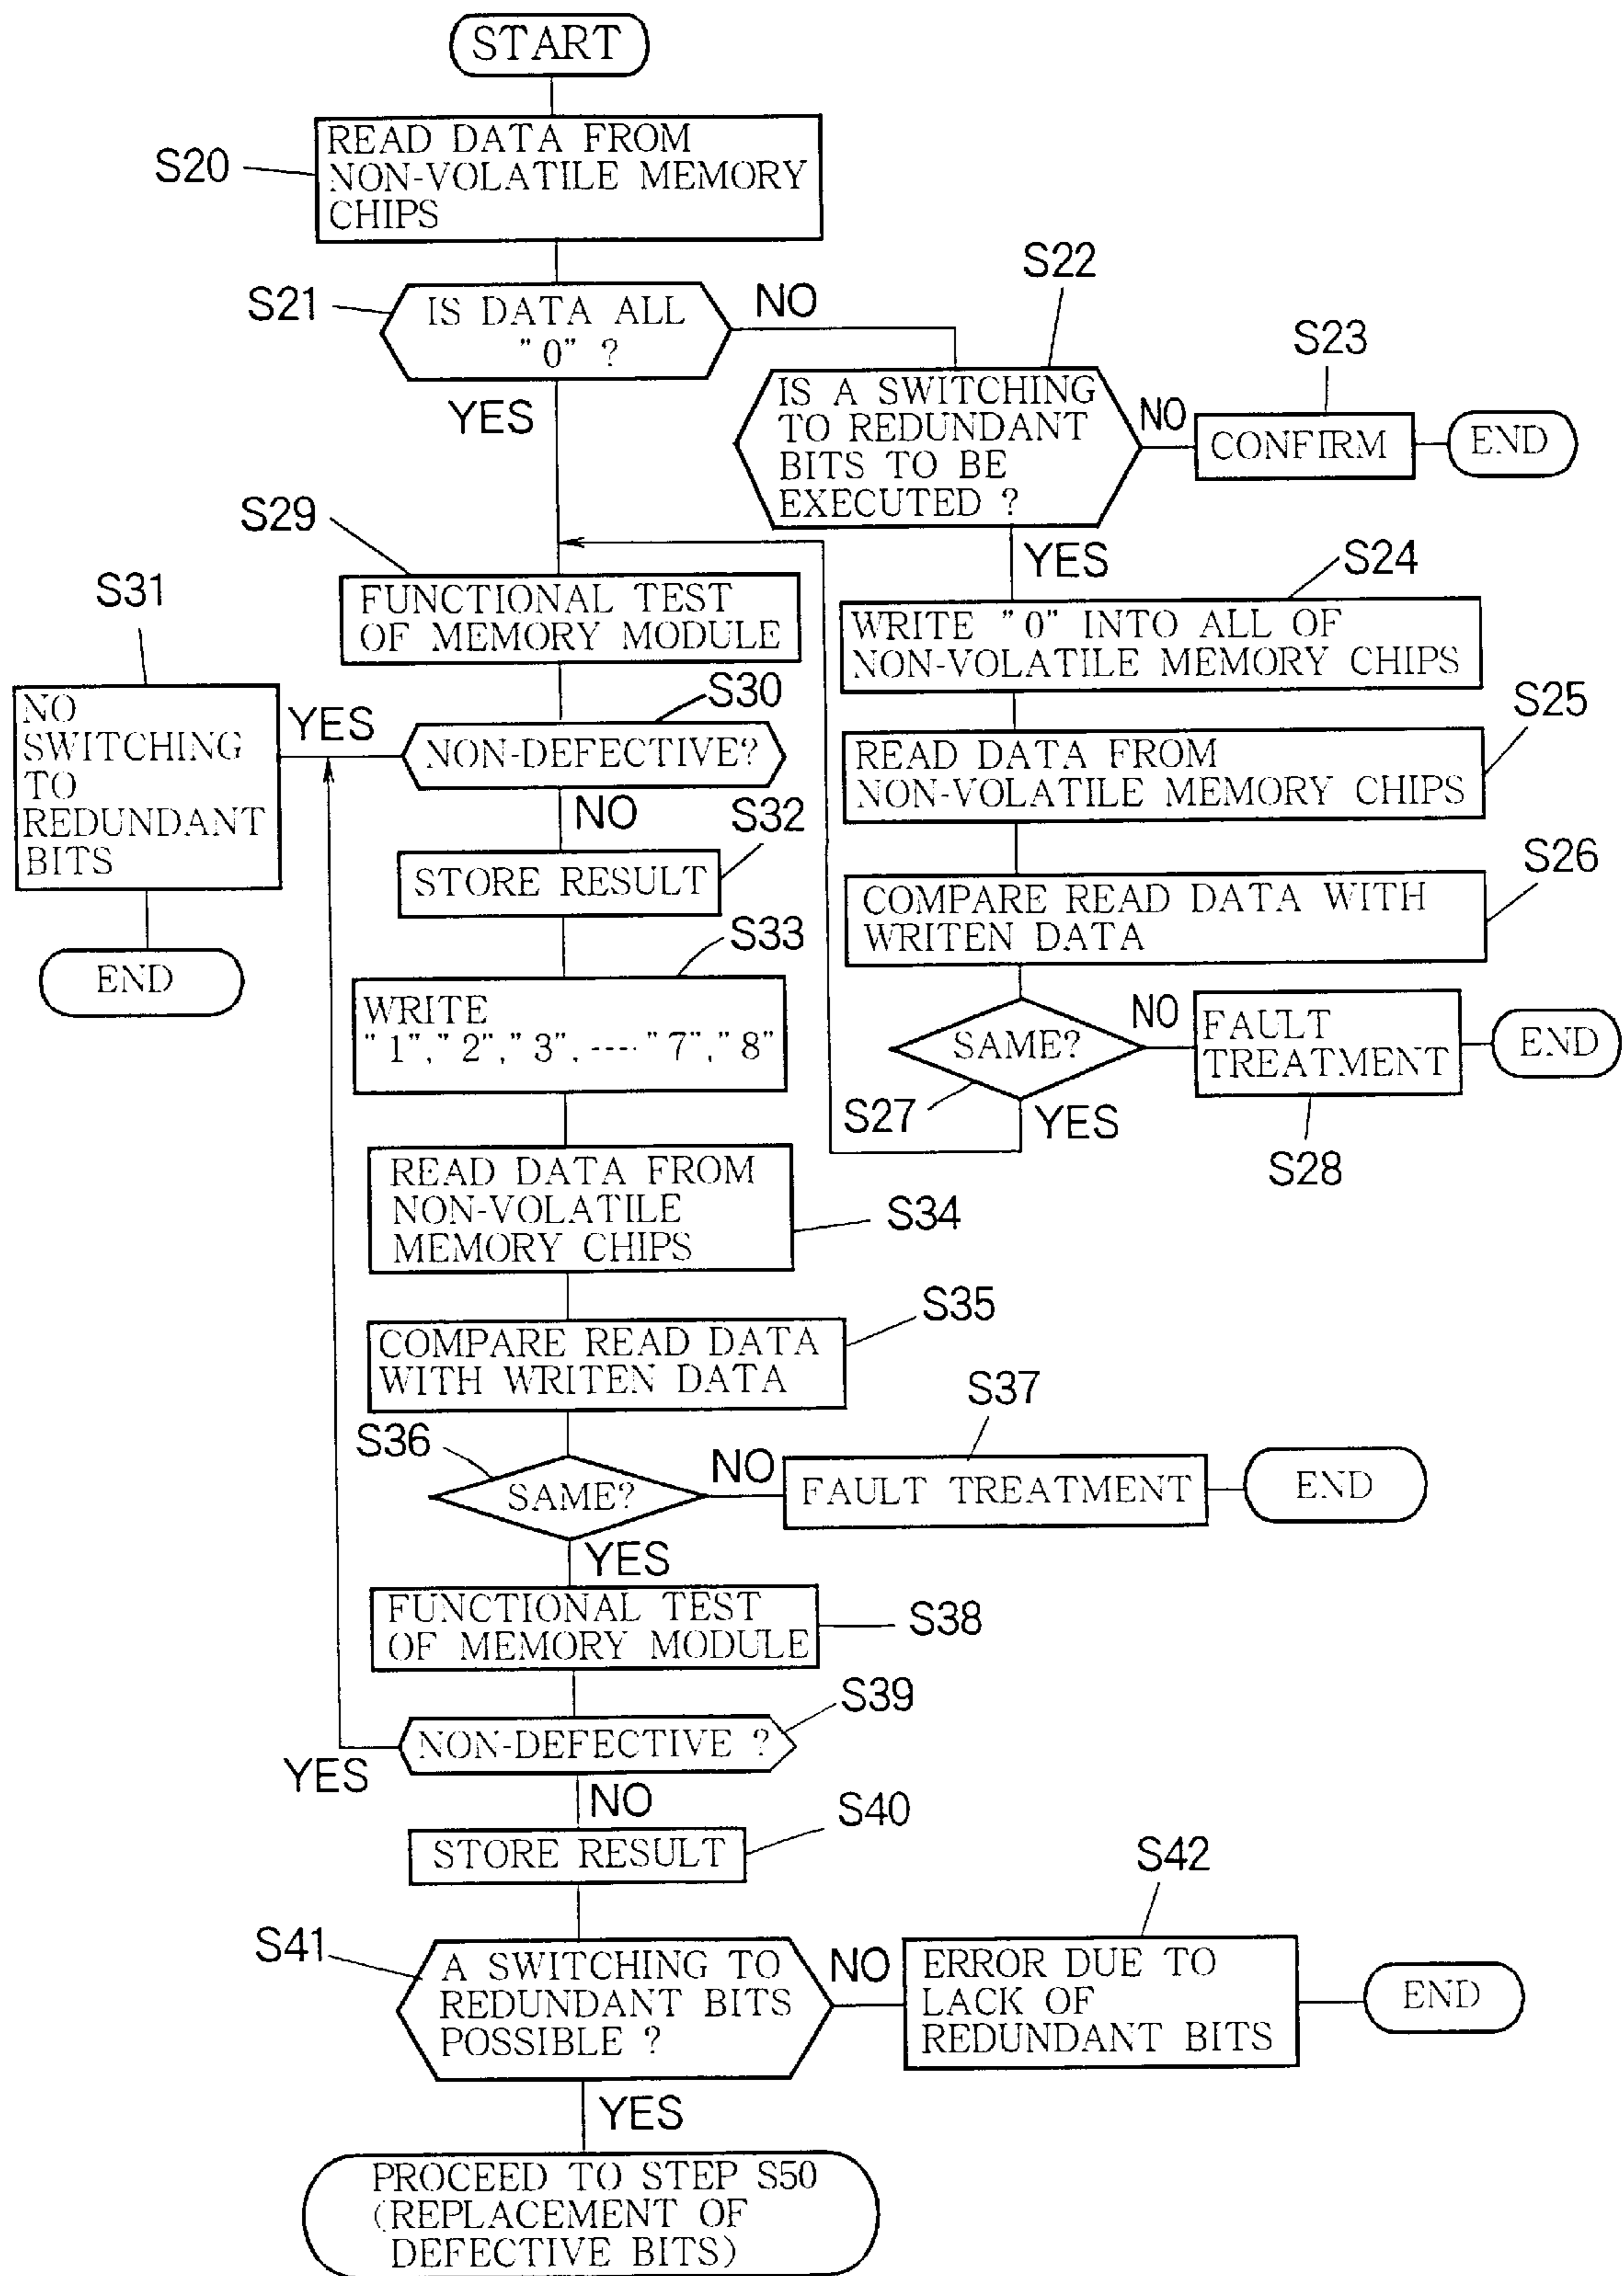 START
S20
READ DATA FROM
NON-VOLATILE MEMORY
CHIPS
S21
IS DATA ALL
"0" ?
NO
YES
S22
IS A SWITCHING
TO REDUNDANT
BITS TO BE
EXECUTED ?
NO
S23
CONFIRM
END
YES
S24
WRITE "0" INTO ALL OF
NON-VOLATILE MEMORY CHIPS
S25
READ DATA FROM
NON-VOLATILE MEMORY CHIPS
S26
COMPARE READ DATA WITH
WRITEN DATA
S27
SAME?
NO
FAULT
TREATMENT
S28
END
YES
S29
FUNCTIONAL TEST
OF MEMORY MODULE
S30
NON-DEFECTIVE?
YES
S31
NO
SWITCHING
TO
REDUNDANT
BITS
END
NO
S32
STORE RESULT
S33
WRITE
"1","2","3", ---- "7","8"
READ DATA FROM
NON-VOLATILE
MEMORY CHIPS
S34
S35
COMPARE READ DATA
WITH WRITEN DATA
S36
SAME?
NO
S37
FAULT TREATMENT
END
YES
FUNCTIONAL TEST
OF MEMORY MODULE
S38
S39
NON-DEFECTIVE ?
YES
NO
S40
STORE RESULT
S41
A SWITCHING TO
REDUNDANT BITS
POSSIBLE ?
NO
S42
ERROR DUE TO
LACK OF
REDUNDANT BITS
END
YES
PROCEED TO STEP S50
(REPLACEMENT OF
DEFECTIVE BITS)